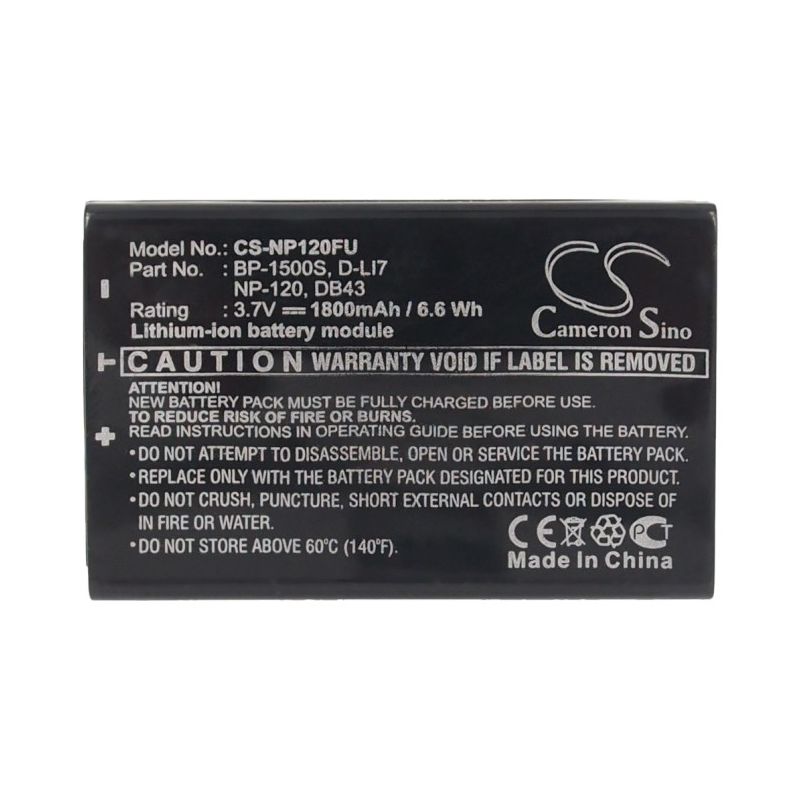 Model No.: CS-NP120FU
Part No. : BP-1500S, D-LI7
NP-120, DB43
Rating : 3.7V 1800mAh / 6.6 Wh
Lithium-ion battery module
CS
Cameron Sino
CAUTION WARRANTY VOID IF LABEL IS REMOVED
ATTENTION!
NEW BATTERY PACK MUST BE FULLY CHARGED BEFORE USE.
TO REDUCE RISK OF FIRE OR BURNS.
READ INSTRUCTIONS IN OPERATING GUIDE BEFORE USING THE BATTERY PACK
•DO NOT ATTEMPT TO DISASSEMBLE, OPEN OR SERVICE THE BATTERY PACK.
•REPLACE ONLY WITH THE BATTERY PACK DESIGNATED FOR THIS PRODUCT.
•DO NOT CRUSH, PUNCTURE, SHORT EXTERNAL CONTACTS OR DISPOSE OF
IN FIRE OR WATER.
•DO NOT STORE ABOVE 60°C (140°F).
- T +
CE PCT
Made In China